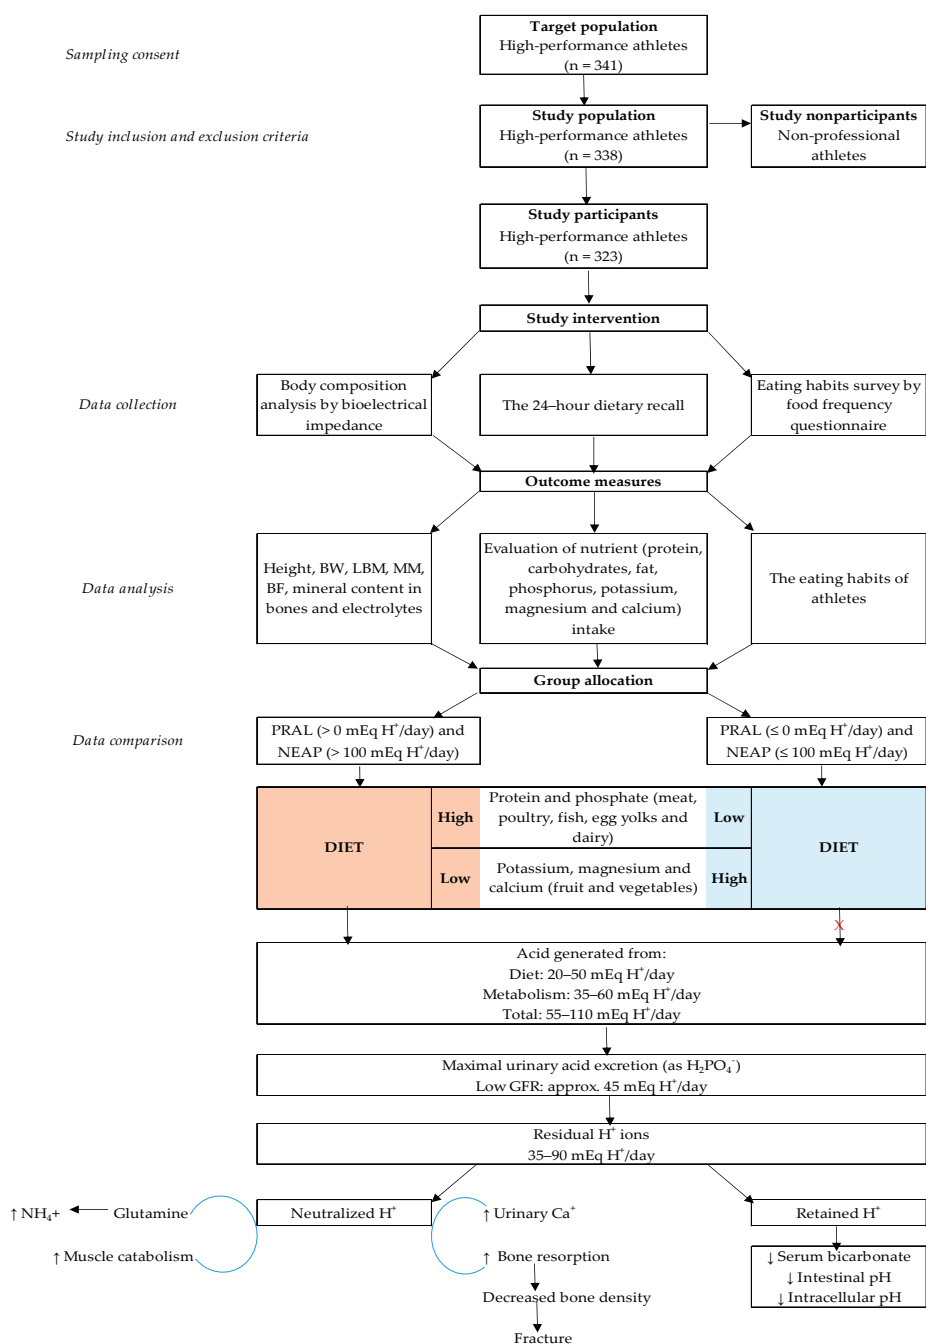 Sampling consent
Target population
High-performance athletes
(n = 341)
Study inclusion and exclusion criteria
Study population
High-performance athletes
(n = 338)
Study nonparticipants
Non-professional
athletes
Study participants
High-performance athletes
(n = 323)
Study intervention
Data collection
Body composition
analysis by bioelectrical
impedance
The 24–hour dietary recall
Eating habits survey by
food frequency
questionnaire
Outcome measures
Data analysis
Height, BW, LBM, MM,
BF, mineral content in
bones and electrolytes
Evaluation of nutrient (protein,
carbohydrates, fat,
phosphorus, potassium,
magnesium and calcium)
intake
The eating habits of
athletes
Group allocation
Data comparison
PRAL (> 0 mEq H⁺/day) and
NEAP (> 100 mEq H⁺/day)
PRAL (≤ 0 mEq H⁺/day) and
NEAP (≤ 100 mEq H⁺/day)
DIET
High
Protein and phosphate (meat,
poultry, fish, egg yolks and
dairy)
Low
Low
Potassium, magnesium and
calcium (fruit and vegetables)
High
DIET
X
Acid generated from:
Diet: 20–50 mEq H⁺/day
Metabolism: 35–60 mEq H⁺/day
Total: 55–110 mEq H⁺/day
Maximal urinary acid excretion (as H₂PO₄⁻)
Low GFR: approx. 45 mEq H⁺/day
Residual H⁺ ions
35–90 mEq H⁺/day
↑ NH₄+
Glutamine
↑ Muscle catabolism
Neutralized H⁺
↑ Urinary Ca⁺
↑ Bone resorption
Decreased bone density
Fracture
Retained H⁺
↓ Serum bicarbonate
↓ Intestinal pH
↓ Intracellular pH